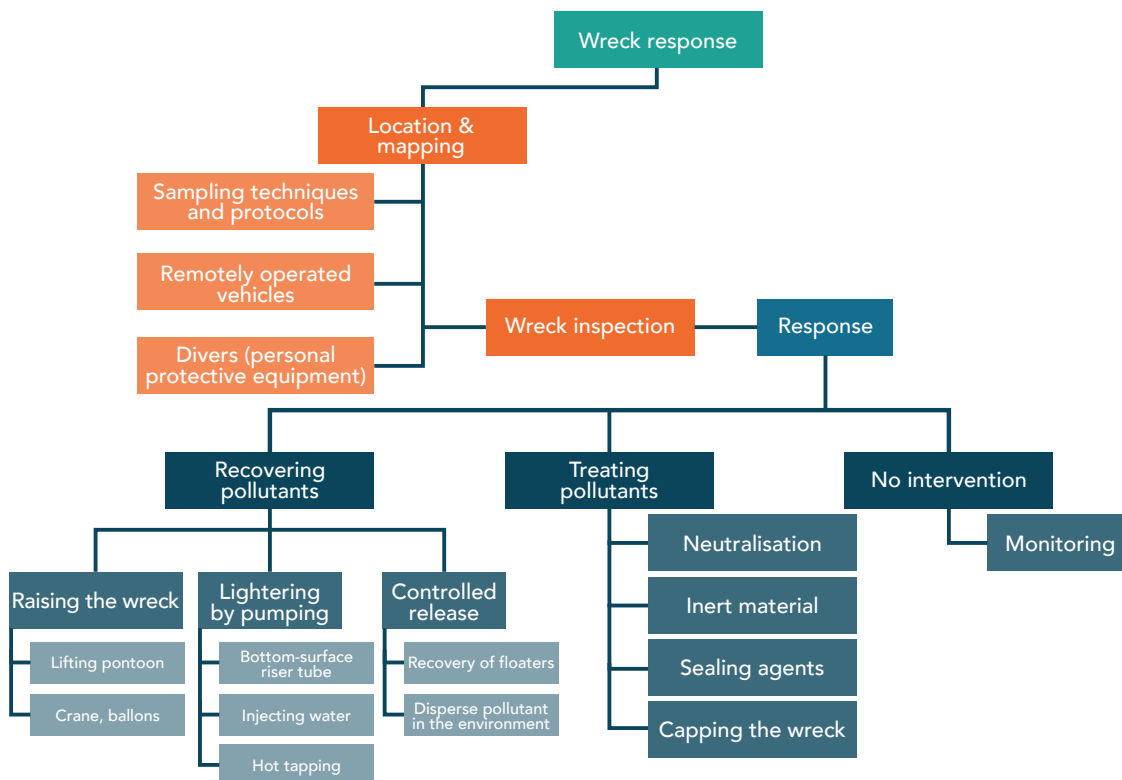 Wreck response
Location &
mapping
Sampling techniques
and protocols
Remotely operated
vehicles
Divers (personal
protective equipment)
Wreck inspection
Response
Recovering
pollutants
Treating
pollutants
No intervention
Raising the wreck
Lifting pontoon
Crane, ballons
Lightering
by pumping
Bottom-surface
riser tube
Injecting water
Hot tapping
Controlled
release
Recovery of floaters
Disperse pollutant
in the environment
Neutralisation
Inert material
Sealing agents
Capping the wreck
Monitoring